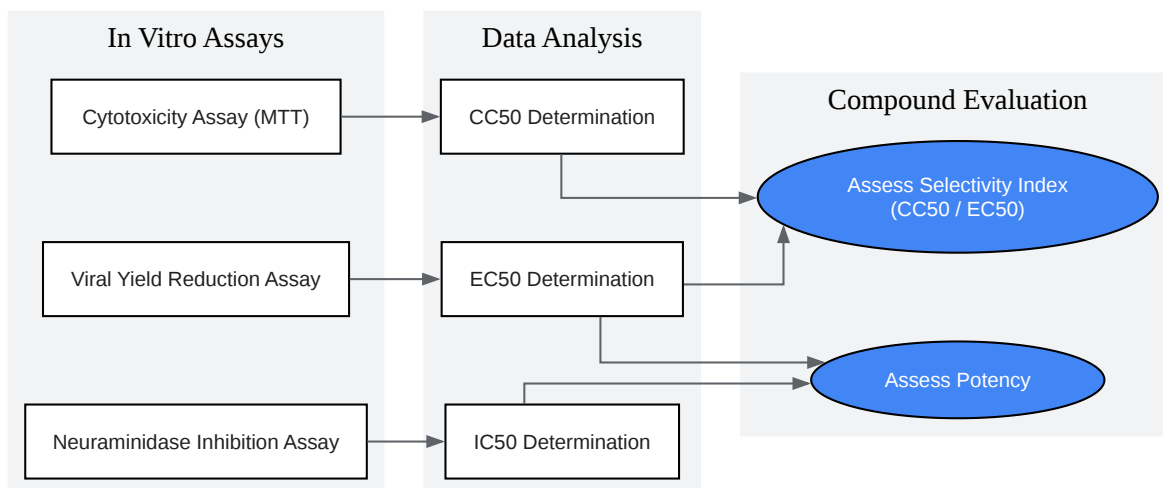 In Vitro Assays
Cytotoxicity Assay (MTT)
Viral Yield Reduction Assay
Neuraminidase Inhibition Assay
Data Analysis
CC50 Determination
EC50 Determination
IC50 Determination
Compound Evaluation
Assess Selectivity Index
(CC50 / EC50)
Assess Potency